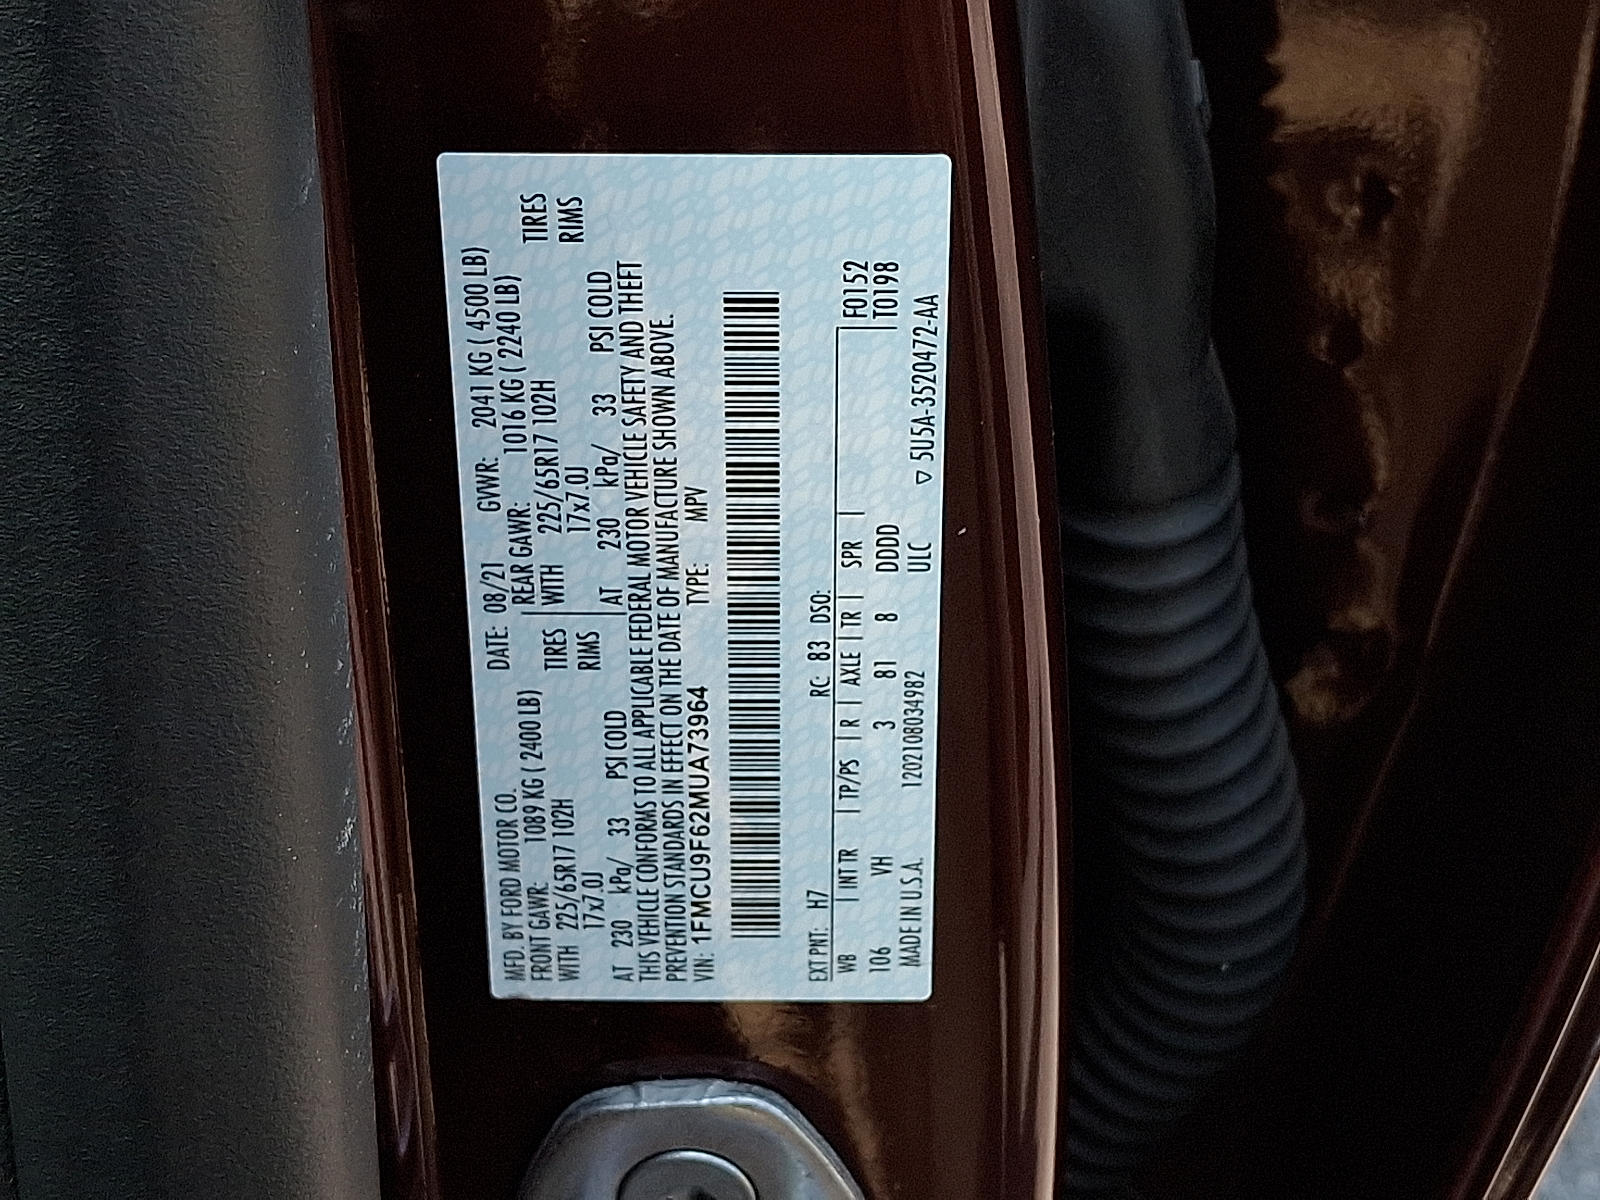 MFD. BY FORD MOTOR CO. DATE: 08/21 GVWR: 2041 KG ( 4500 LB)
FRONT GAWR: 1089 KG ( 2400 LB) REAR GAWR: 1016 KG ( 2240 LB)
WITH 225/65R17 102H TIRES WITH 225/65R17 102H TIRES
17x7.0J RIMS 17x7.0J RIMS
AT 230 kPa/ 33 PSI COLD AT 230 kPa/ 33 PSI COLD
THIS VEHICLE CONFORMS TO ALL APPLICABLE FEDERAL MOTOR VEHICLE SAFETY AND THEFT
PREVENTION STANDARDS IN EFFECT ON THE DATE OF MANUFACTURE SHOWN ABOVE.
VIN: 1FMCU9F62MUA73964 TYPE: MPV
EXT PNT: H7 RC: 83 DSO:
WB | INT TR | TP/PS | R | AXLE | TR | SPR | F0152
106 VH 3 81 8 DDDD T0198
MADE IN U.S.A. 1202108034982 ULC ▽ 5U5A-3520472-AA